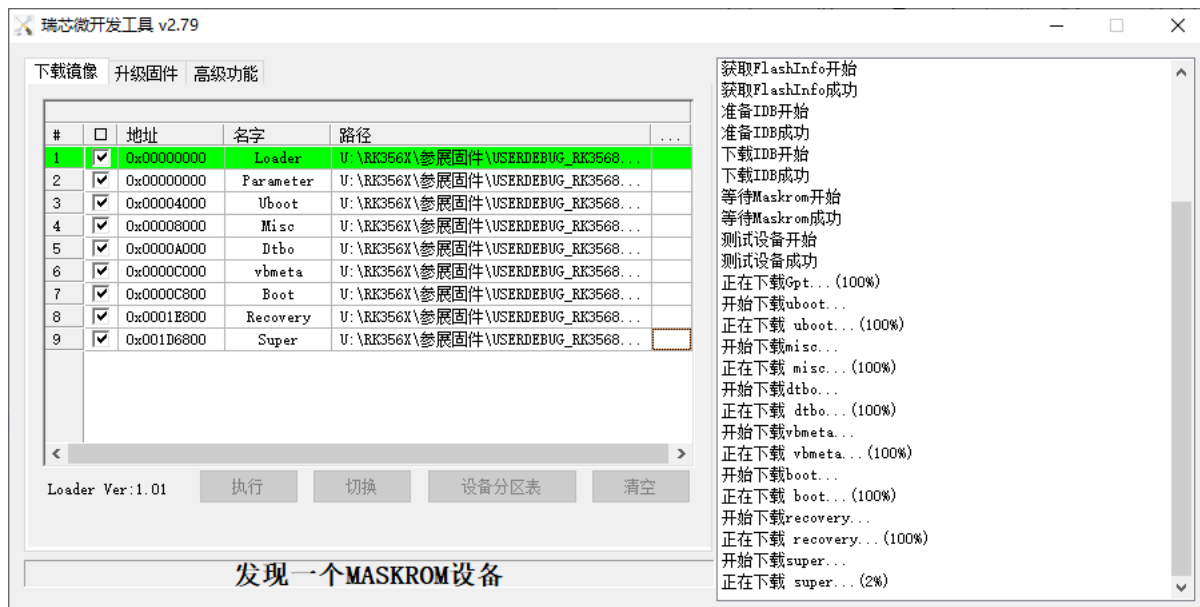 瑞芯微开发工具 v2.79
下载镜像 升级固件 高级功能
# 地址 名字 路径 ...
1 0x00000000 Loader U:\RK356X\参展固件\USERDEBUG_RK3568...
2 0x00000000 Parameter U:\RK356X\参展固件\USERDEBUG_RK3568...
3 0x00004000 Uboot U:\RK356X\参展固件\USERDEBUG_RK3568...
4 0x00008000 Misc U:\RK356X\参展固件\USERDEBUG_RK3568...
5 0x0000A000 Dtbo U:\RK356X\参展固件\USERDEBUG_RK3568...
6 0x0000C000 vbmeta U:\RK356X\参展固件\USERDEBUG_RK3568...
7 0x0000C800 Boot U:\RK356X\参展固件\USERDEBUG_RK3568...
8 0x0001E800 Recovery U:\RK356X\参展固件\USERDEBUG_RK3568...
9 0x001D6800 Super U:\RK356X\参展固件\USERDEBUG_RK3568...
Loader Ver:1.01 执行 切换 设备分区表 清空
发现一个MASKROM设备
获取FlashInfo开始
获取FlashInfo成功
准备IDB开始
准备IDB成功
下载IDB开始
下载IDB成功
等待Maskrom开始
等待Maskrom成功
测试设备开始
测试设备成功
正在下载Gpt...(100%)
开始下载uboot...
正在下载 uboot...(100%)
开始下载misc...
正在下载 misc...(100%)
开始下载dtbo...
正在下载 dtbo...(100%)
开始下载vbmeta...
正在下载 vbmeta...(100%)
开始下载boot...
正在下载 boot...(100%)
开始下载recovery...
正在下载 recovery...(100%)
开始下载super...
正在下载 super...(2%)